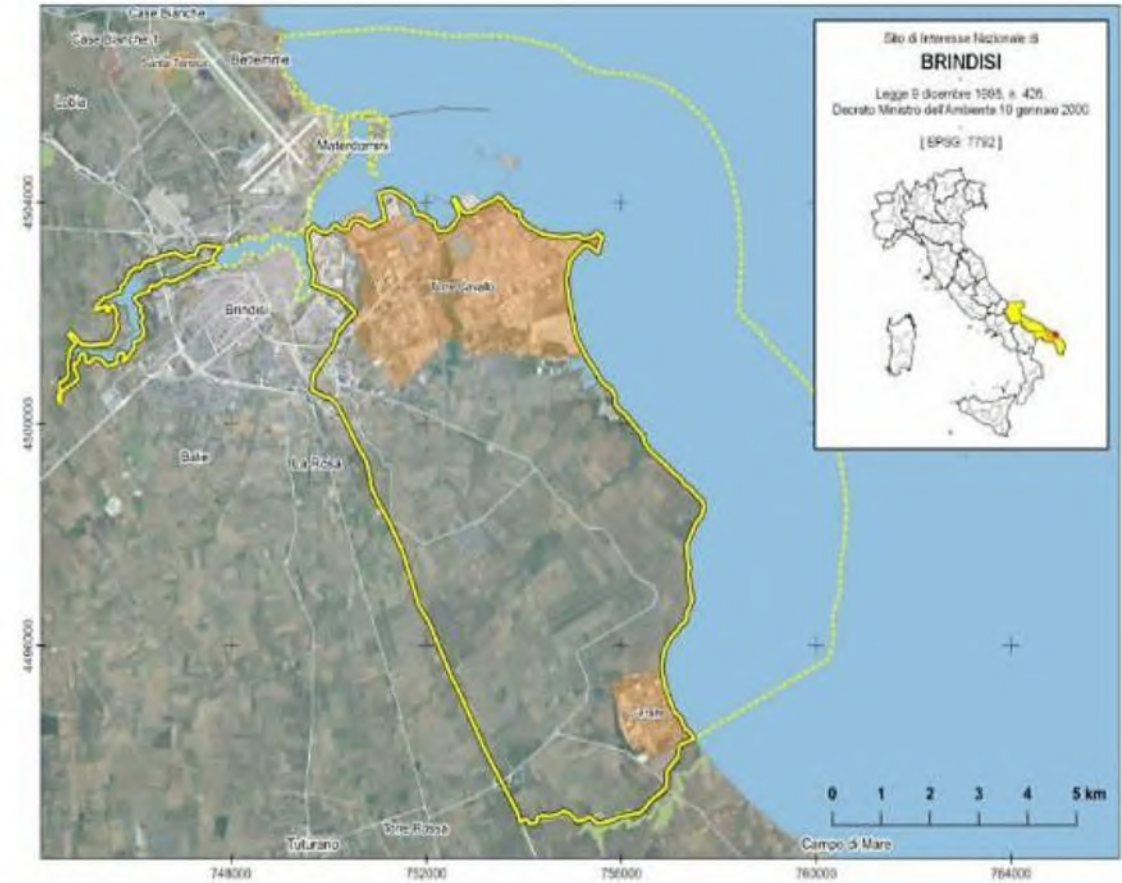 Case Bianche
Case Bianche 1
Santa Teresa
Betlemme
Lobia
Materdomini
Torre Cavallo
Brindisi
Batie
La Rosa
Tuturano
Torre Rossa
Campo di Mare
Sito di Interesse Nazionale di
BRINDISI
Legge 9 dicembre 1998, n. 426,
Decreto Ministro dell'Ambiente 10 gennaio 2000
[ EPSG: 7792 ]
0 1 2 3 4 5 km
4504000
4500000
4496000
748000 752000 756000 760000 764000